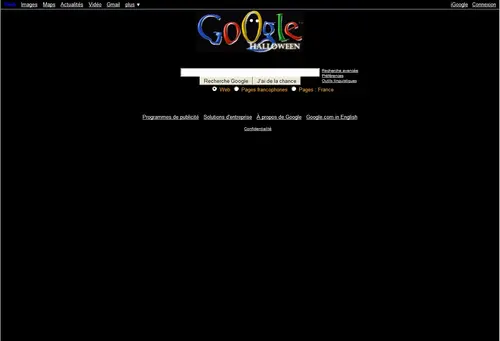 Web Images Maps Actualités Vidéo Gmail plus ▼ iGoogle Connexion
Google
HALLOWEEN
Recherche avancée
Préférences
Outils linguistiques
Recherche Google J'ai de la chance
Web Pages francophones Pages : France
Programmes de publicité Solutions d'entreprise À propos de Google Google.com in English
Confidentialité